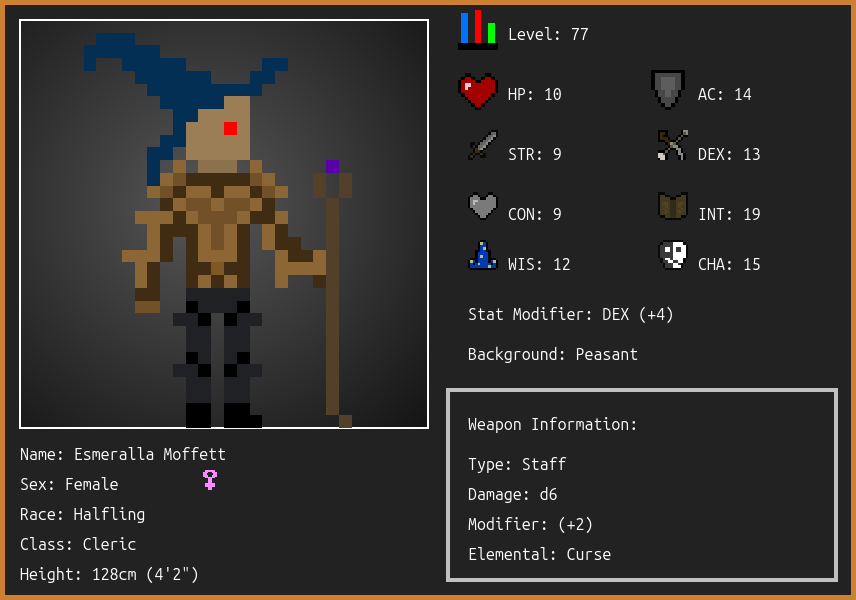 Level: 77
HP: 10
AC: 14
STR: 9
DEX: 13
CON: 9
INT: 19
WIS: 12
CHA: 15
Stat Modifier: DEX (+4)
Background: Peasant
Weapon Information:
Type: Staff
Damage: d6
Modifier: (+2)
Elemental: Curse
Name: Esmeralla Moffett
Sex: Female
Race: Halfling
Class: Cleric
Height: 128cm (4'2")